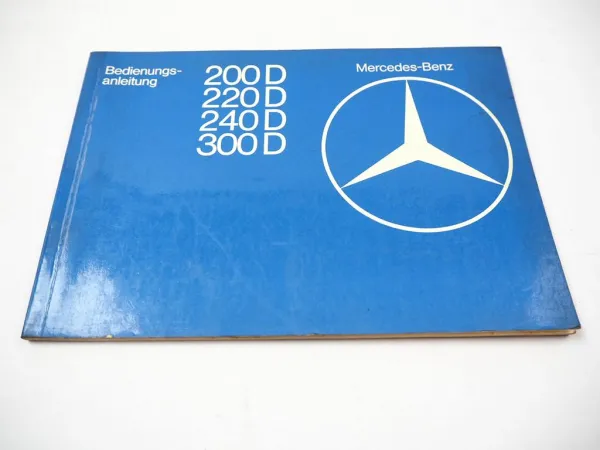 Bedienungs-
anleitung
200 D
220 D
240 D
300 D
Mercedes-Benz